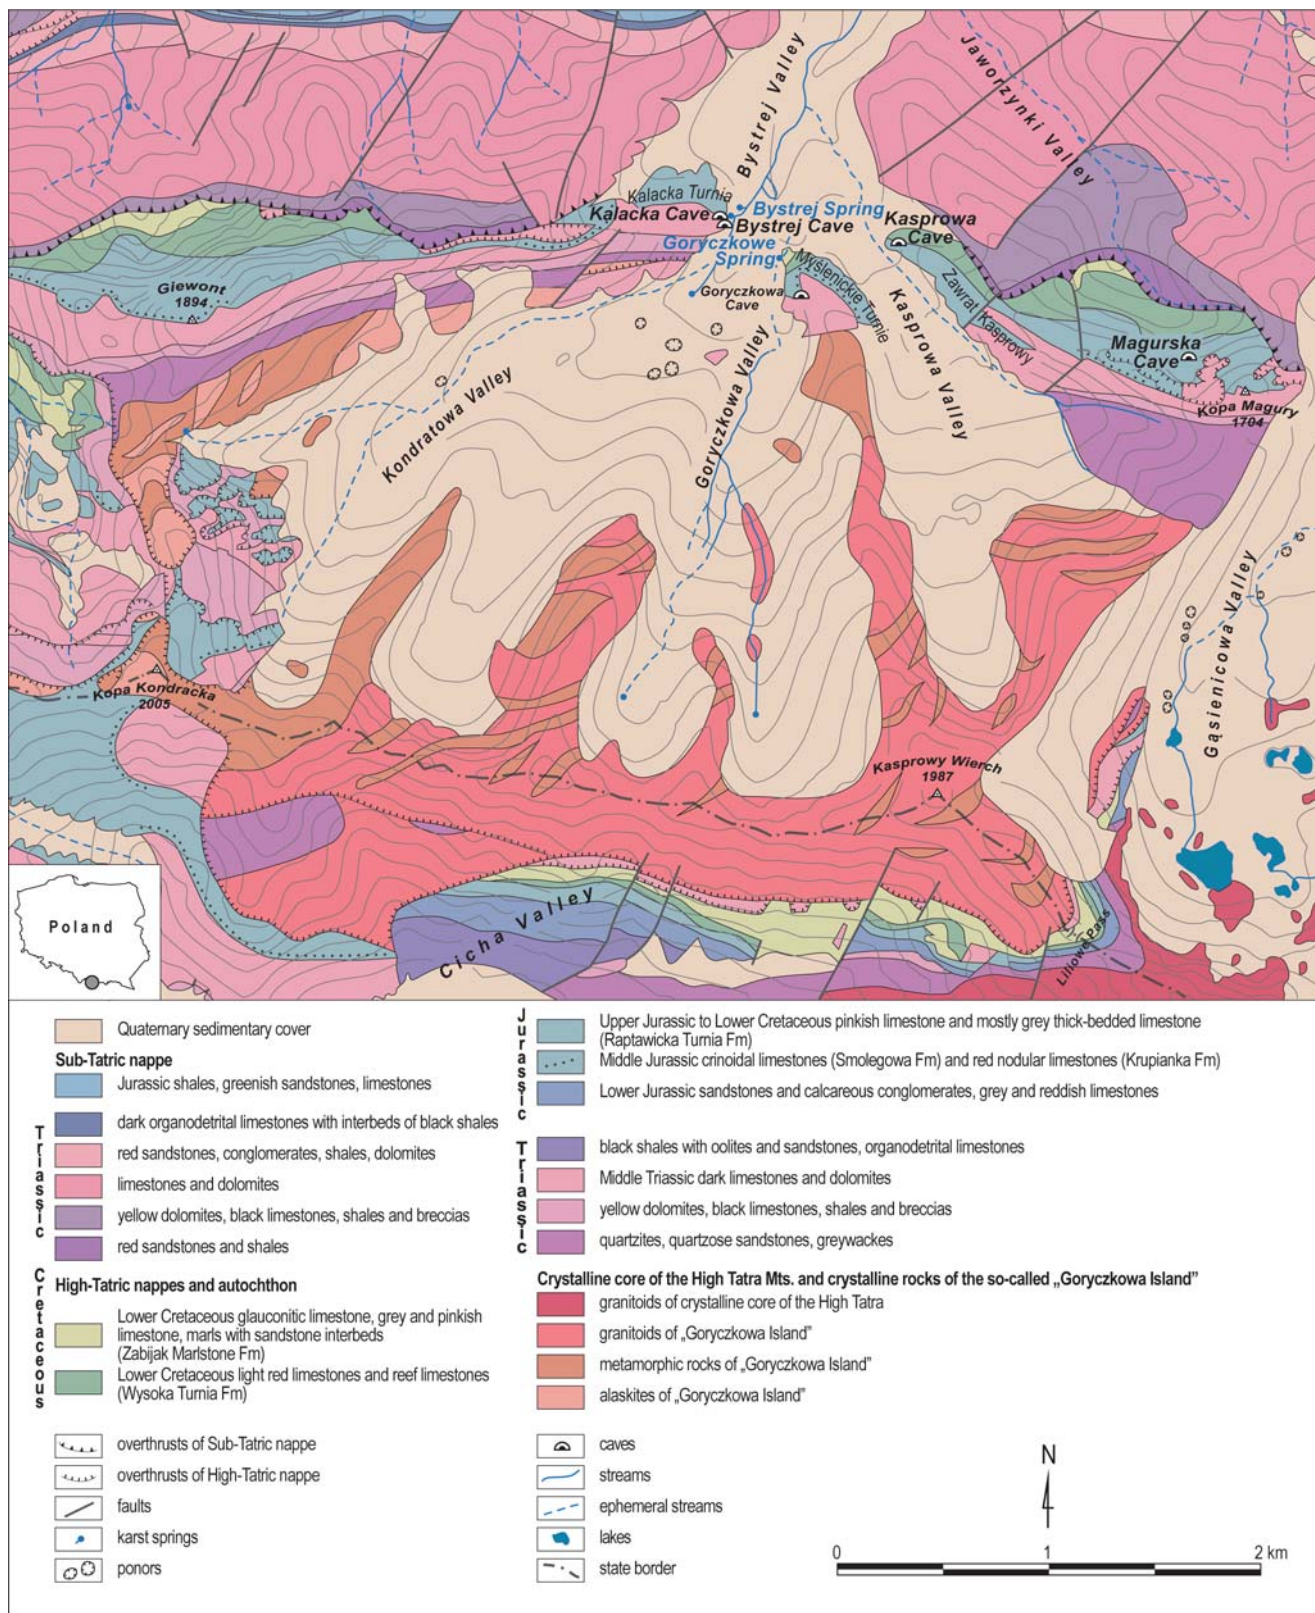 Bystrej Valley
Jaworzynki Valley
Kalacka Turnia
Kalacka Cave
Bystrej Spring
Bystrej Cave
Kasprowa
Cave
Goryczkowe
Spring
Myślenickie Turnie
Goryczkowa
Cave
Giewont
1894
Zawrat Kasprowy
Kasprowa Valley
Magurska
Cave
Kopa Magury
1704
Kondratowa Valley
Goryczkowa Valley
Gąsienicowa Valley
Kopa Kondracka
2005
Kasprowy Wierch
1987
Poland
Cicha Valley
Liliowe Pass
Quaternary sedimentary cover
Sub-Tatric nappe
Jurassic shales, greenish sandstones, limestones
Triassic
dark organodetrital limestones with interbeds of black shales
red sandstones, conglomerates, shales, dolomites
limestones and dolomites
yellow dolomites, black limestones, shales and breccias
red sandstones and shales
Cretaceous
High-Tatric nappes and autochthon
Lower Cretaceous glauconitic limestone, grey and pinkish
limestone, marls with sandstone interbeds
(Zabijak Marlstone Fm)
Lower Cretaceous light red limestones and reef limestones
(Wysoka Turnia Fm)
overthrusts of Sub-Tatric nappe
overthrusts of High-Tatric nappe
faults
karst springs
ponors
Jurassic
Upper Jurassic to Lower Cretaceous pinkish limestone and mostly grey thick-bedded limestone
(Raptawicka Turnia Fm)
Middle Jurassic crinoidal limestones (Smolegowa Fm) and red nodular limestones (Krupianka Fm)
Lower Jurassic sandstones and calcareous conglomerates, grey and reddish limestones
Triassic
black shales with oolites and sandstones, organodetrital limestones
Middle Triassic dark limestones and dolomites
yellow dolomites, black limestones, shales and breccias
quartzites, quartzose sandstones, greywackes
Crystalline core of the High Tatra Mts. and crystalline rocks of the so-called „Goryczkowa Island”
granitoids of crystalline core of the High Tatra
granitoids of „Goryczkowa Island”
metamorphic rocks of „Goryczkowa Island”
alaskites of „Goryczkowa Island”
caves
streams
ephemeral streams
lakes
state border
N
0 1 2 km